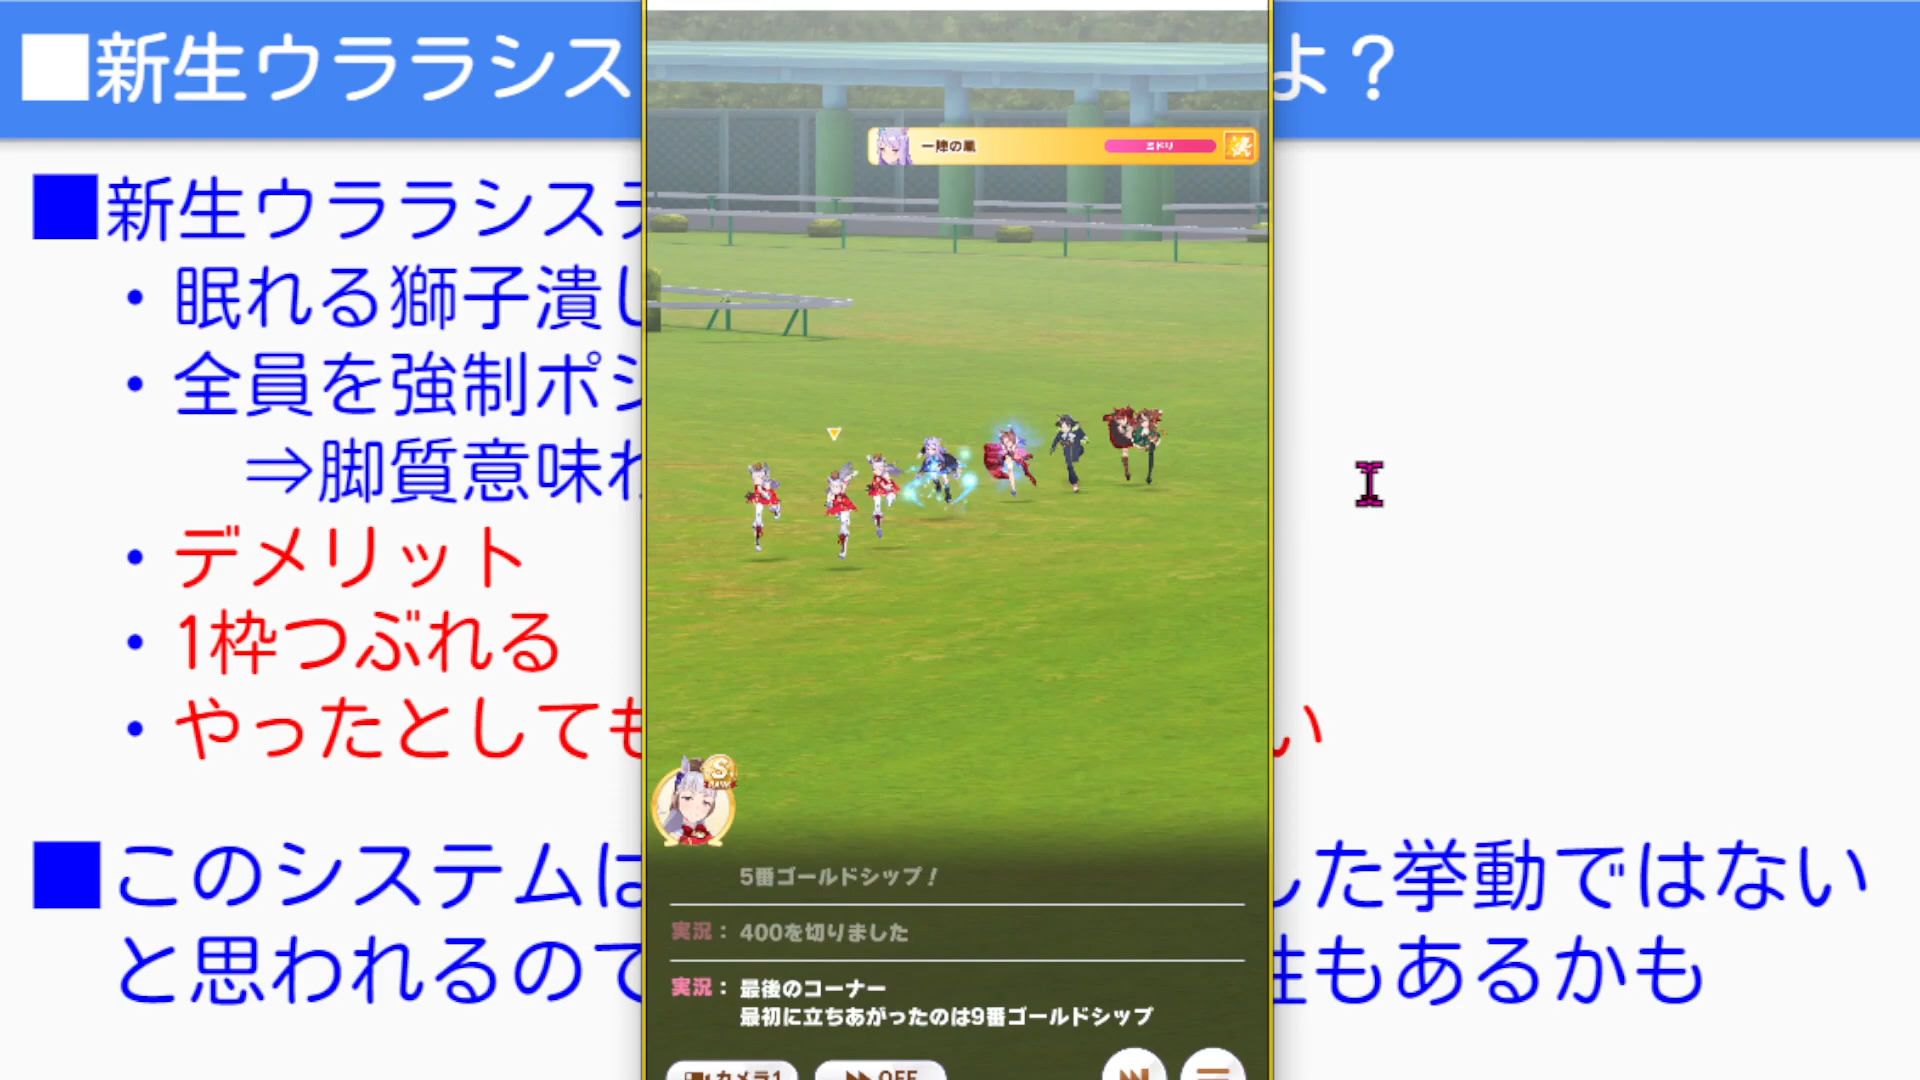 ■新生ウララシス
よ？
■新生ウララシステ
・眠れる獅子潰し
・全員を強制ポジ
⇒脚質意味わ
・デメリット
・1枠つぶれる
・やったとしても
い
■このシステムは
した挙動ではない
と思われるので
性もあるかも
一陣の風
ミドリ
S
5番ゴールドシップ！
実況：400を切りました
実況：最後のコーナー
最初に立ちあがったのは9番ゴールドシップ
カメラ1
OFF